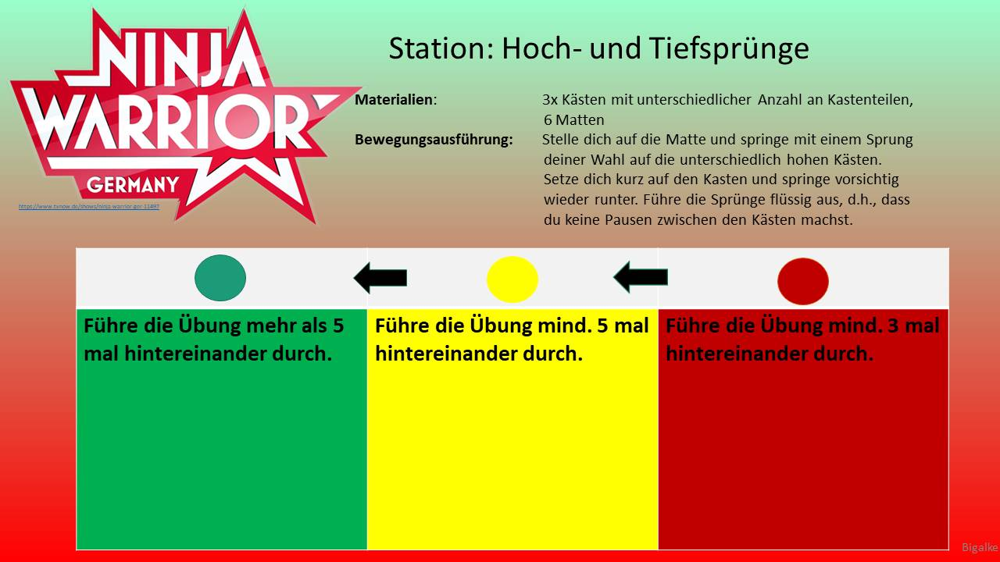 NINJA
WARRIOR
GERMANY
Station: Hoch- und Tiefsprünge
Materialien: 3x Kästen mit unterschiedlicher Anzahl an Kastenteilen,
6 Matten
Bewegungsausführung: Stelle dich auf die Matte und springe mit einem Sprung
deiner Wahl auf die unterschiedlich hohen Kästen.
Setze dich kurz auf den Kasten und springe vorsichtig
wieder runter. Führe die Sprünge flüssig aus, d.h., dass
du keine Pausen zwischen den Kästen machst.
https://www.tvnow.de/shows/ninja-warrior-ger-11497
Führe die Übung mehr als 5
mal hintereinander durch.
Führe die Übung mind. 5 mal
hintereinander durch.
Führe die Übung mind. 3 mal
hintereinander durch.
Bigalke